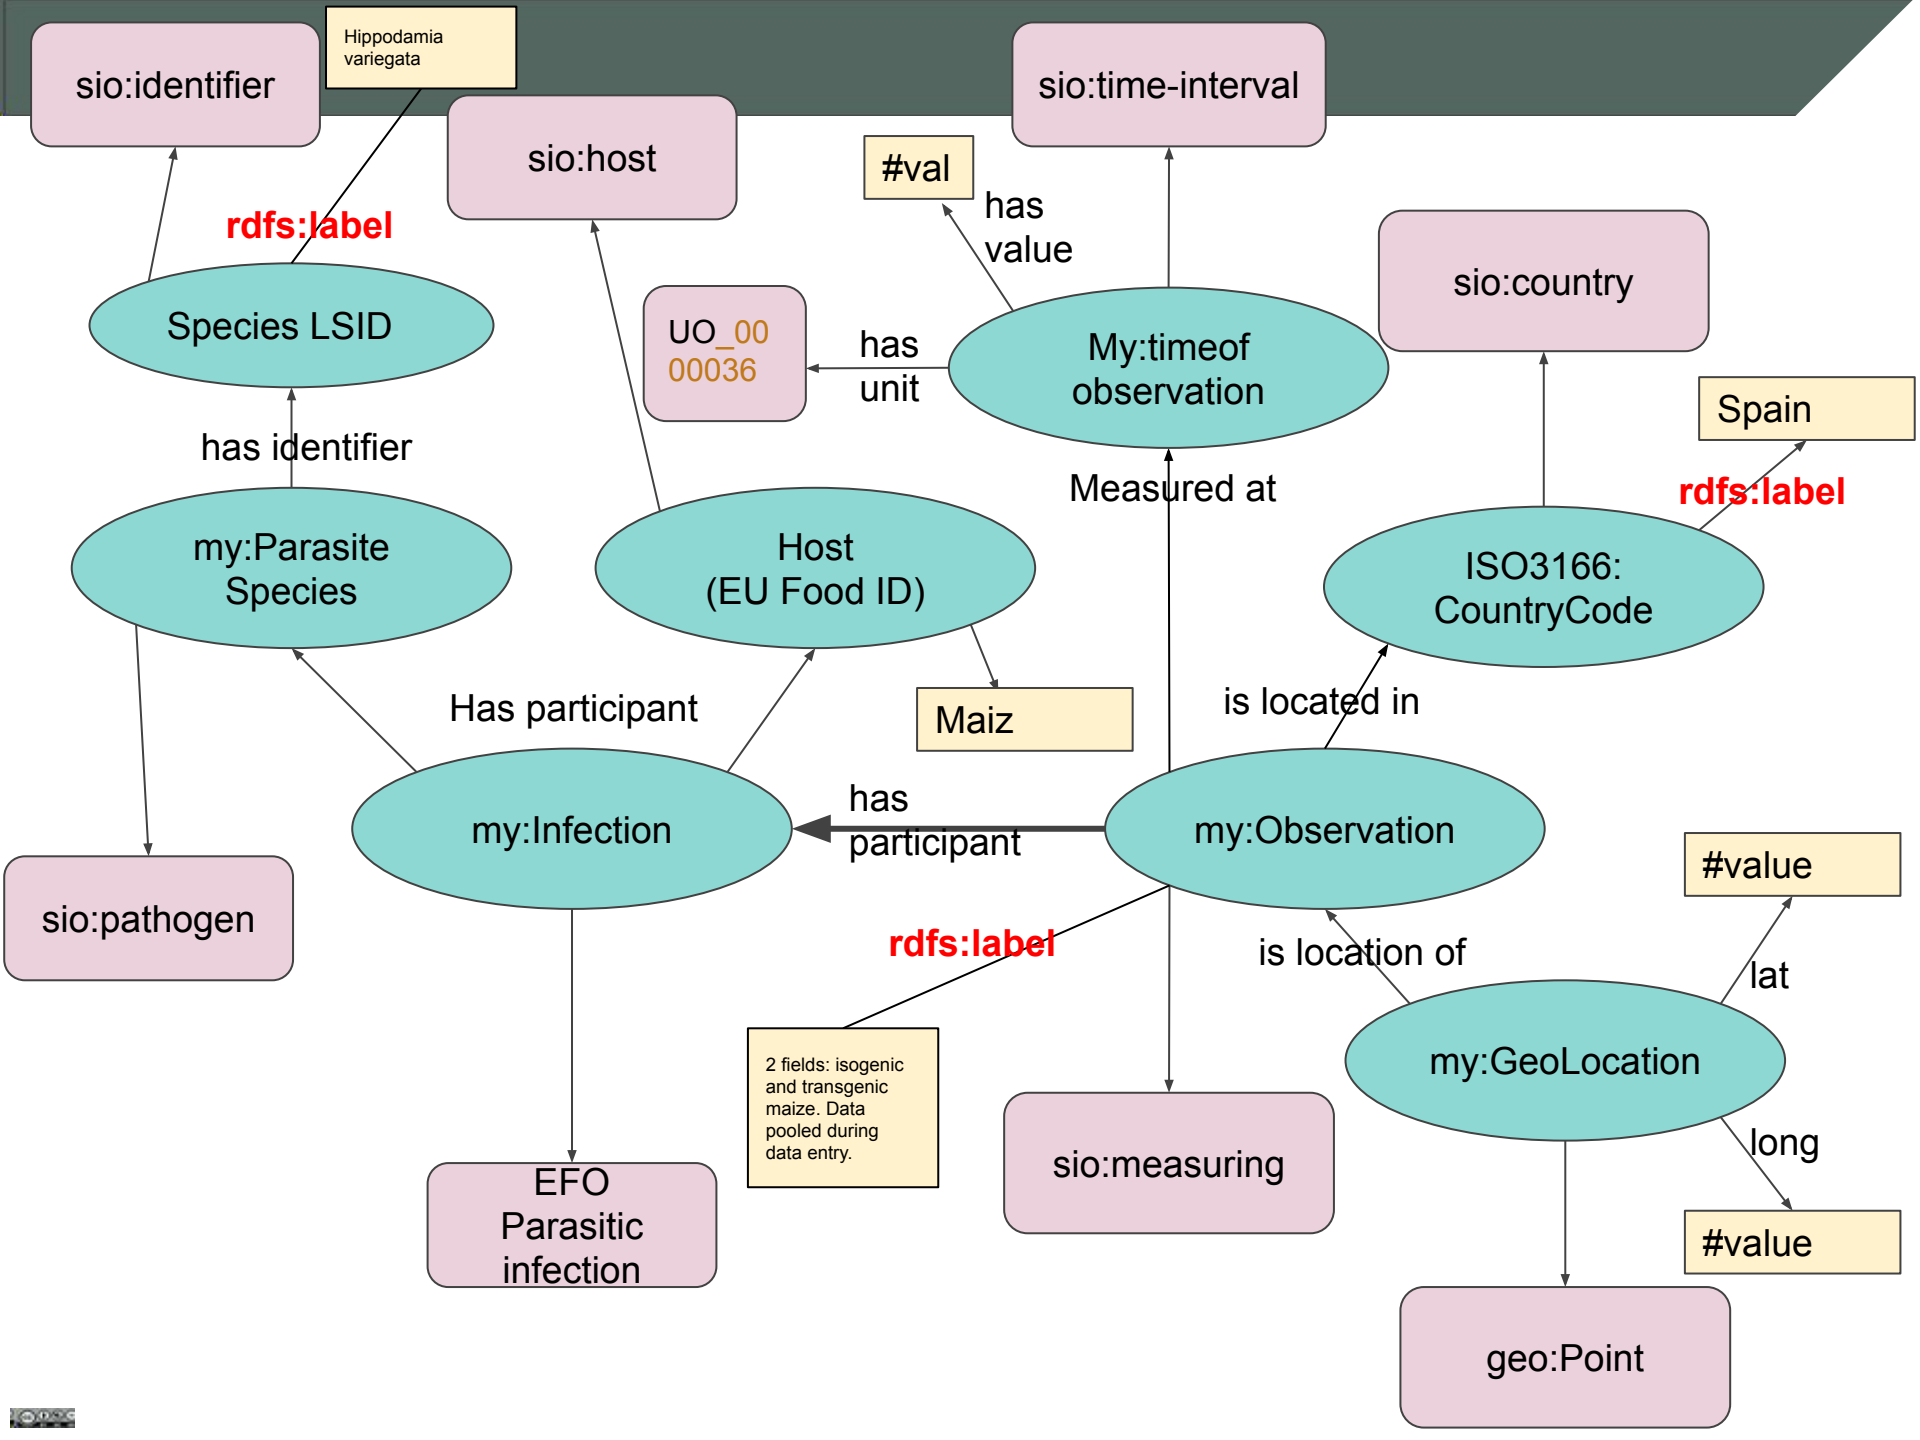 Hippodamia
variegata
sio:identifier
sio:time-interval
sio:host
#val
has
value
rdfs:label
sio:country
Species LSID
UO_00
00036
has
unit
My:timeof
observation
Spain
has identifier
Measured at
rdfs:label
my:Parasite
Species
Host
(EU Food ID)
ISO3166:
CountryCode
Has participant
Maiz
is located in
has
participant
my:Infection
my:Observation
#value
sio:pathogen
rdfs:label
is location of
lat
2 fields: isogenic
and transgenic
maize. Data
pooled during
data entry.
my:GeoLocation
sio:measuring
long
EFO
Parasitic
infection
#value
geo:Point